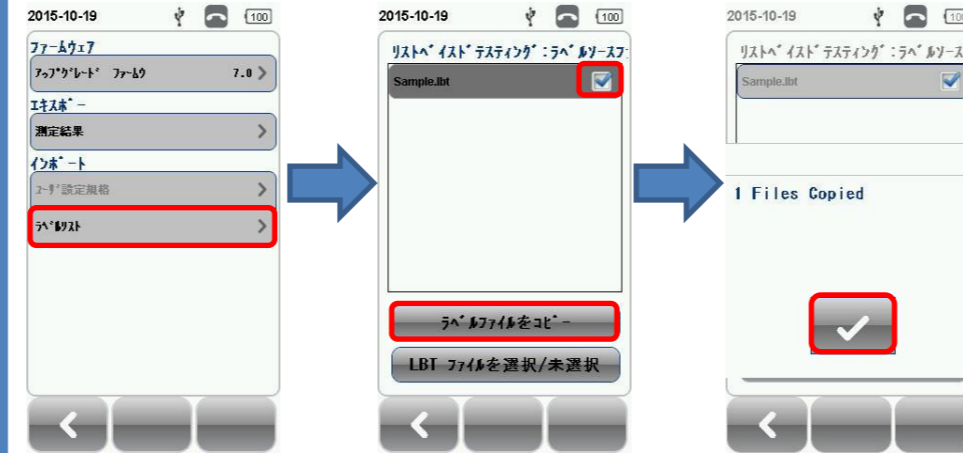 2015-10-19
100
ﾌｧｰﾑｳｪｱ
ｱｯﾌﾟｸﾞﾚｰﾄﾞ ﾌｧｰﾑｳ 7.0
ｴｷｽﾎﾟｰ
測定結果
ｲﾝﾎﾟｰﾄ
ﾕｰｻﾞ設定規格
ﾗﾍﾞﾙﾘｽﾄ
2015-10-19
100
ﾘｽﾄﾍﾞｲｽﾄﾞﾃｽﾃｨﾝｸﾞ:ﾗﾍﾞﾙｿｰｽﾌ
Sample.lbt
ﾗﾍﾞﾙﾌｧｲﾙをｺﾋﾟｰ
LBT ﾌｧｲﾙを選択/未選択
2015-10-19
ﾘｽﾄﾍﾞｲｽﾄﾞﾃｽﾃｨﾝｸﾞ:ﾗﾍﾞﾙｿｰｽ
Sample.lbt
1 Files Copied